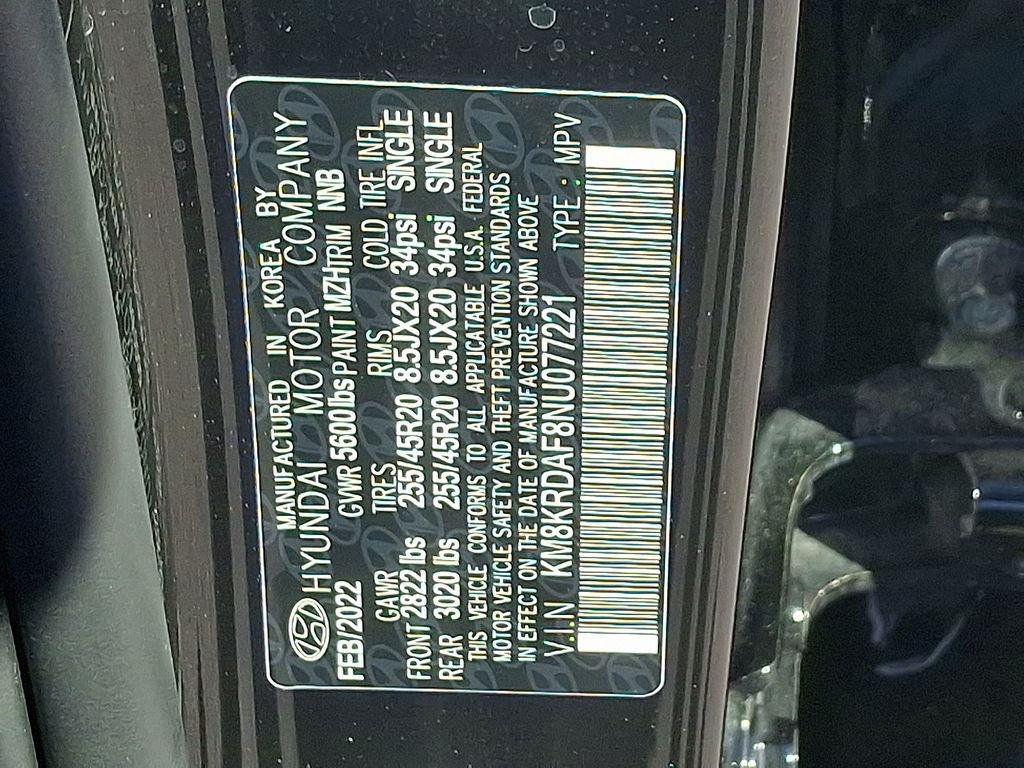 MANUFACTURED IN KOREA BY
HYUNDAI MOTOR COMPANY
FEB/2022 GVWR 5600lbs PAINT MZH TRIM NNB
GAWR TIRES RIMS COLD TIRE INFL
FRONT 2822 lbs 255/45R20 8.5JX20 34psi SINGLE
REAR 3020 lbs 255/45R20 8.5JX20 34psi SINGLE
THIS VEHICLE CONFORMS TO ALL APPLICATABLE U.S.A. FEDERAL
MOTOR VEHICLE SAFETY AND THEFT PREVENTION STANDARDS
IN EFFECT ON THE DATE OF MANUFACTURE SHOWN ABOVE
V.I.N KM8KRDAF8NU077221 TYPE : MPV